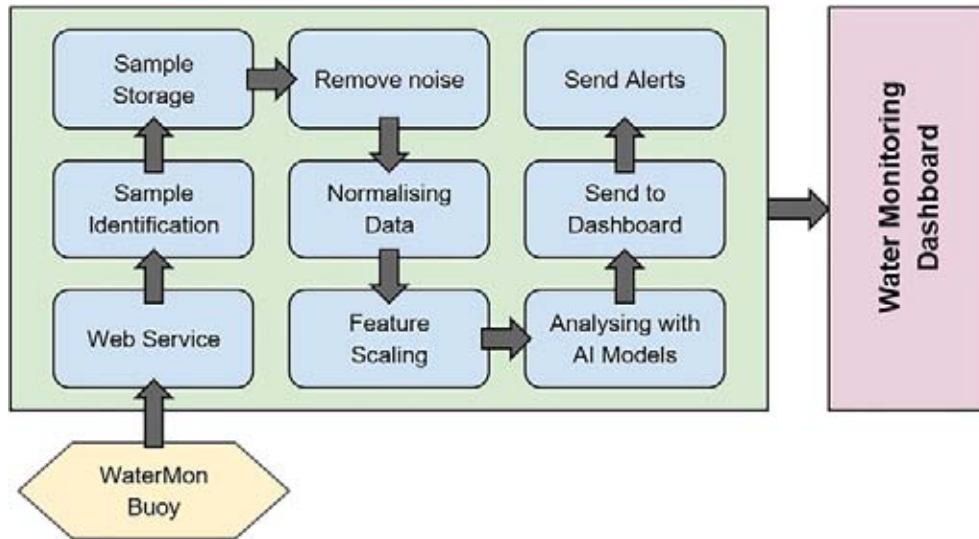 Sample
Storage
Remove noise
Send Alerts
Sample
Identification
Normalising
Data
Send to
Dashboard
Web Service
Feature
Scaling
Analysing with
AI Models
WaterMon
Buoy
Water Monitoring
Dashboard